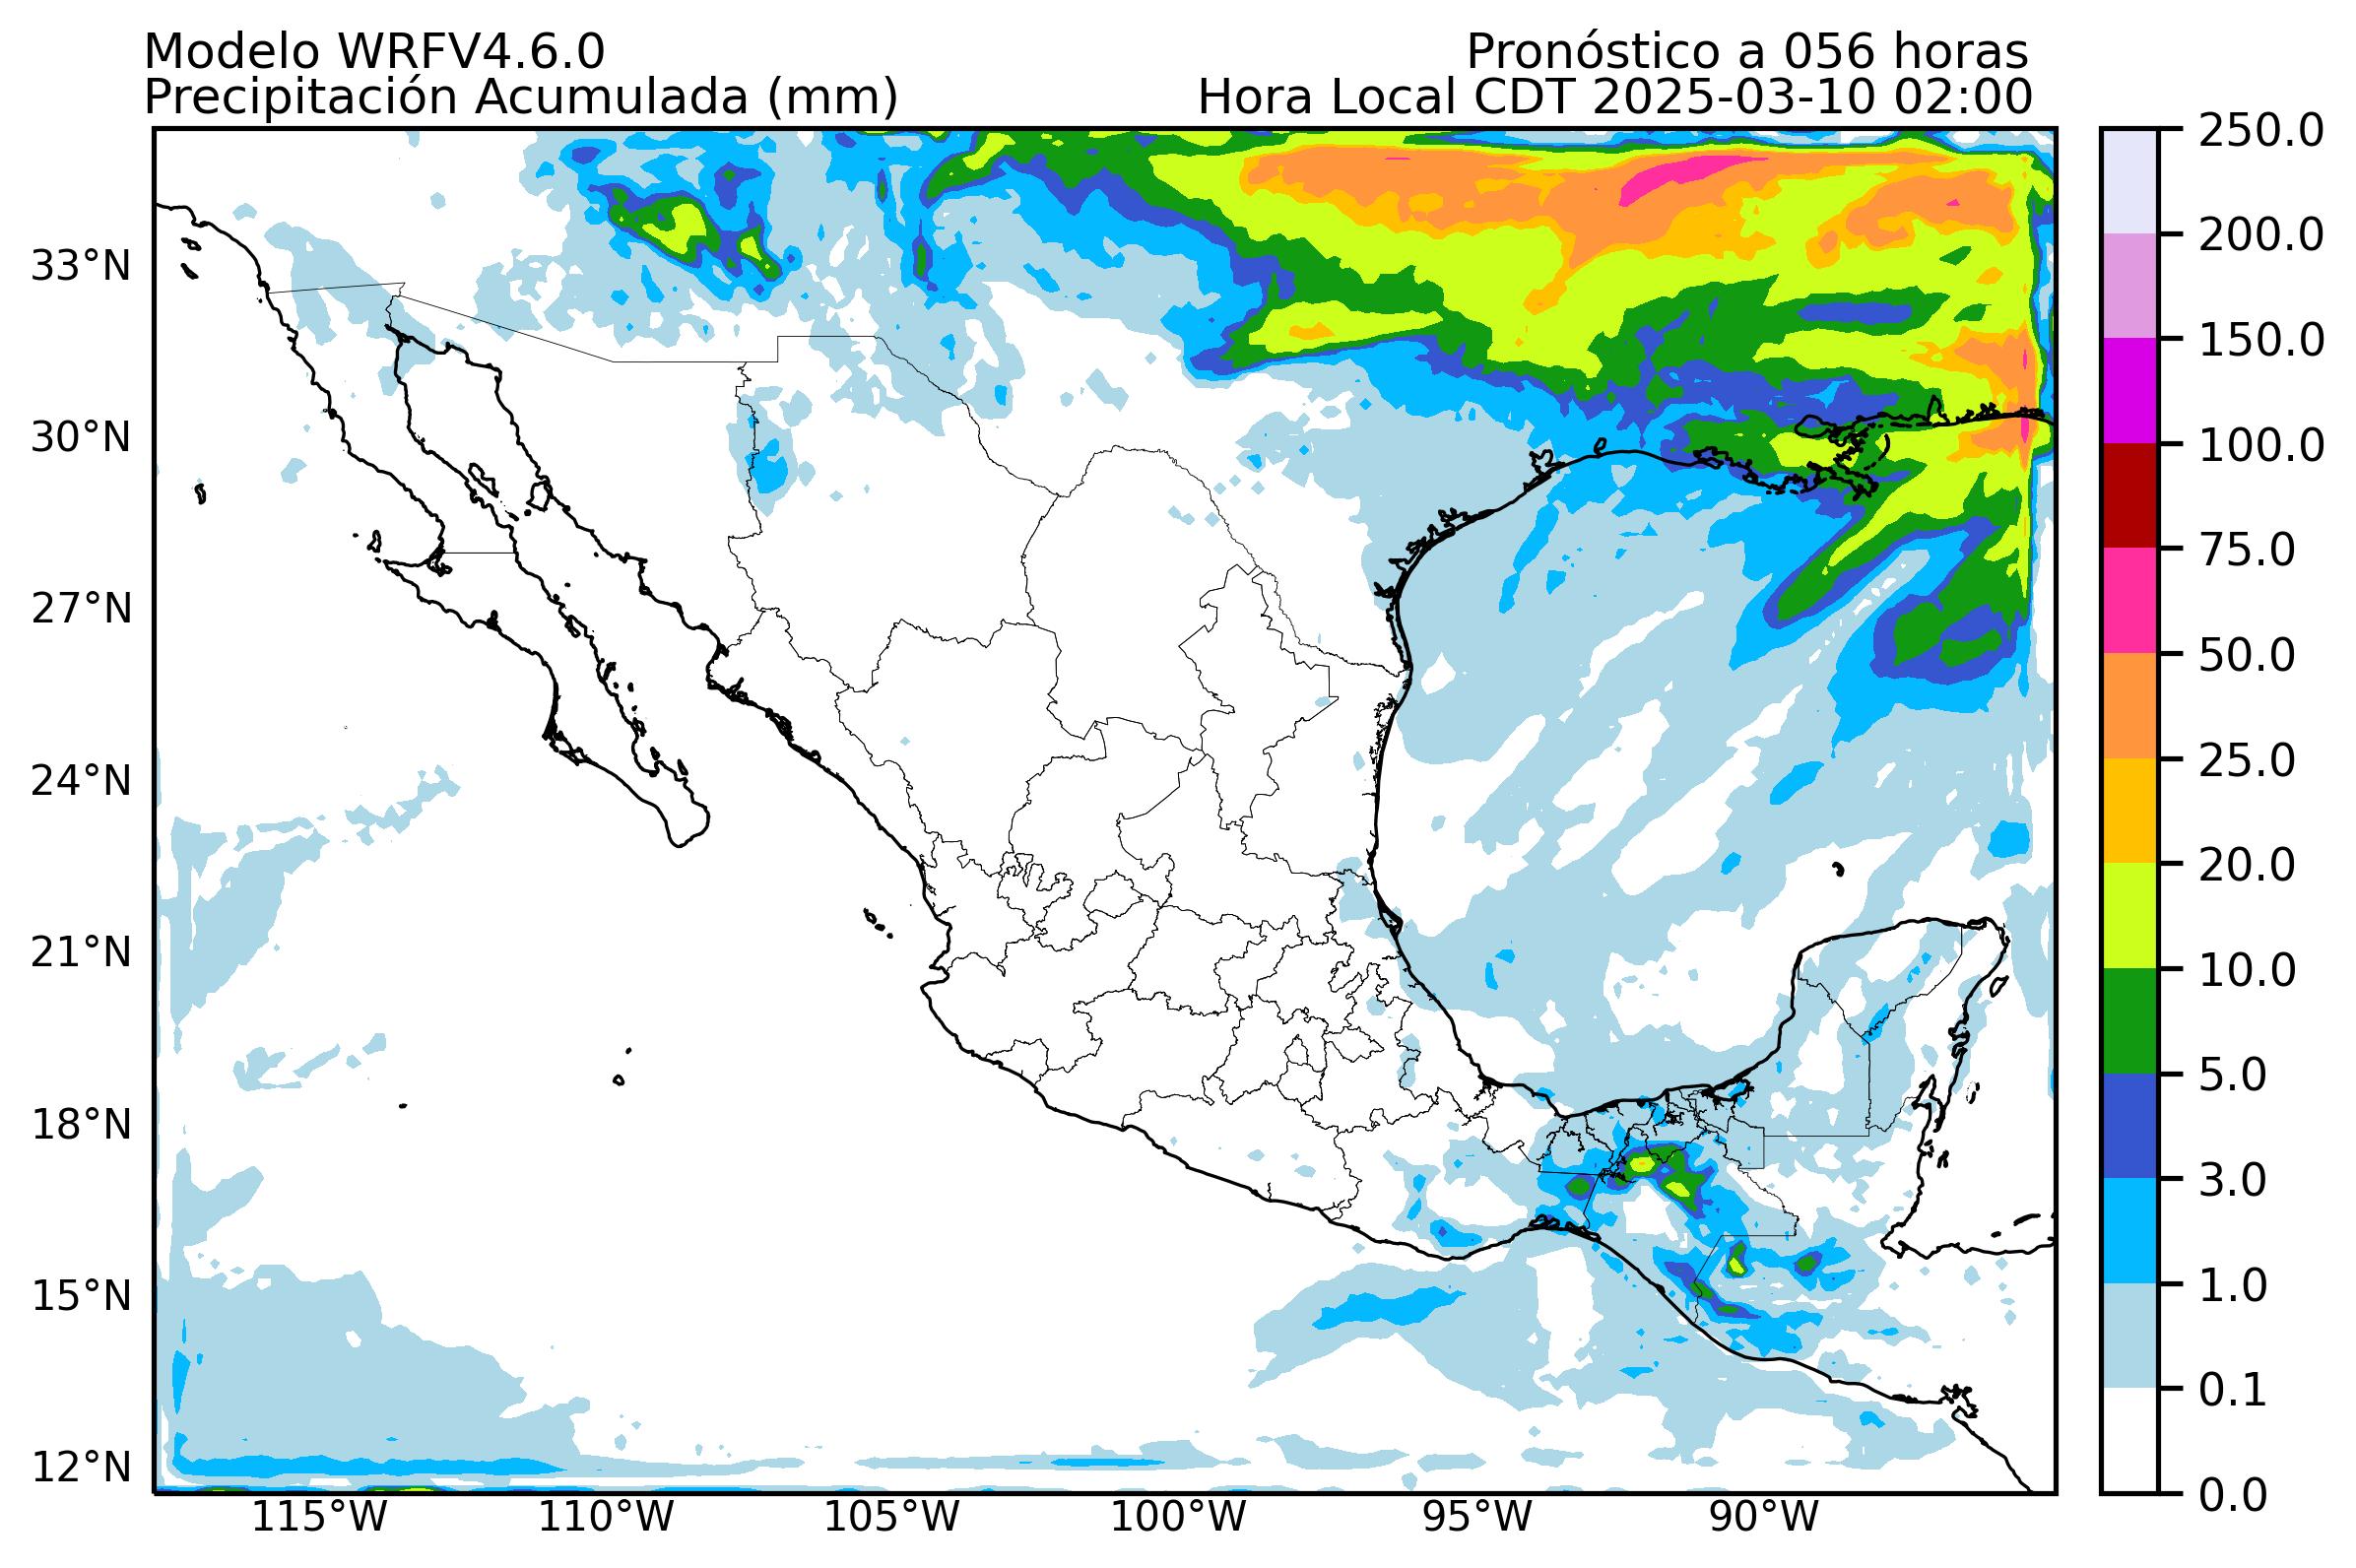 Modelo WRFV4.6.0
Pronóstico a 056 horas
Precipitación Acumulada (mm)
Hora Local CDT 2025-03-10 02:00
33°N
30°N
27°N
24°N
21°N
18°N
15°N
12°N
115°W
110°W
105°W
100°W
95°W
90°W
250.0
200.0
150.0
100.0
75.0
50.0
25.0
20.0
10.0
5.0
3.0
1.0
0.1
0.0